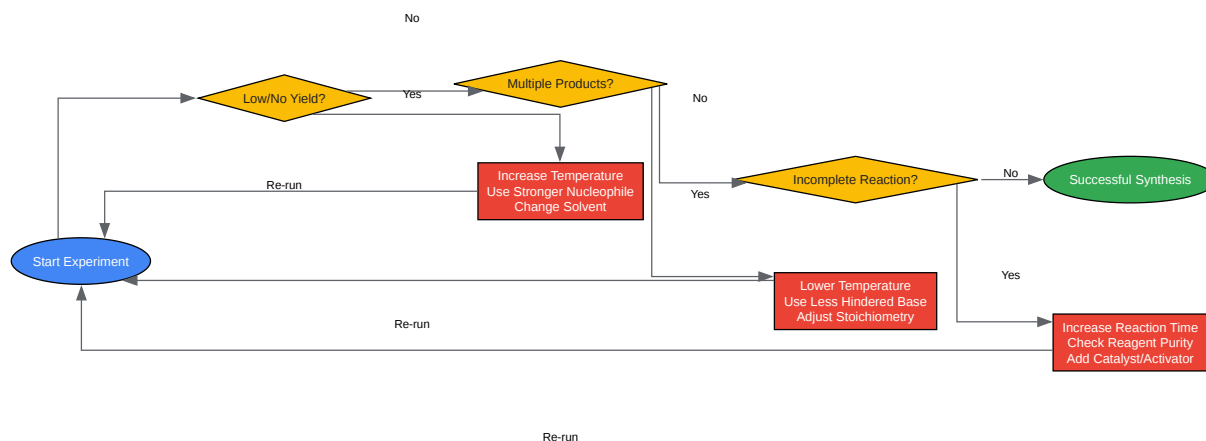 No
Low/No Yield?
Yes
Multiple Products?
No
Increase Temperature
Use Stronger Nucleophile
Change Solvent
Re-run
Incomplete Reaction?
No
Successful Synthesis
Yes
Start Experiment
Lower Temperature
Use Less Hindered Base
Adjust Stoichiometry
Yes
Re-run
Increase Reaction Time
Check Reagent Purity
Add Catalyst/Activator
Re-run